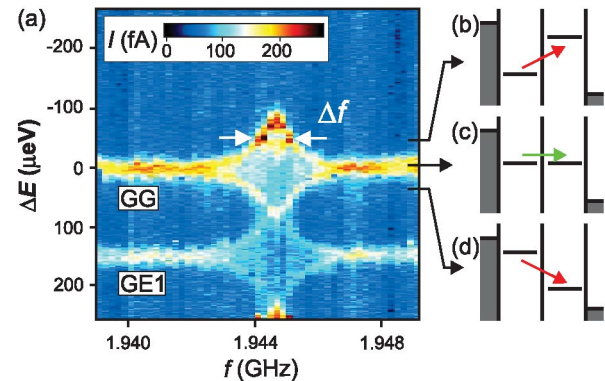 (a)
I (fA)
0
200
-200
-100
0
100
200
ΔE (μeV)
Δf
GG
GE1
1.940
1.944
1.948
f (GHz)
(b)
(c)
(d)